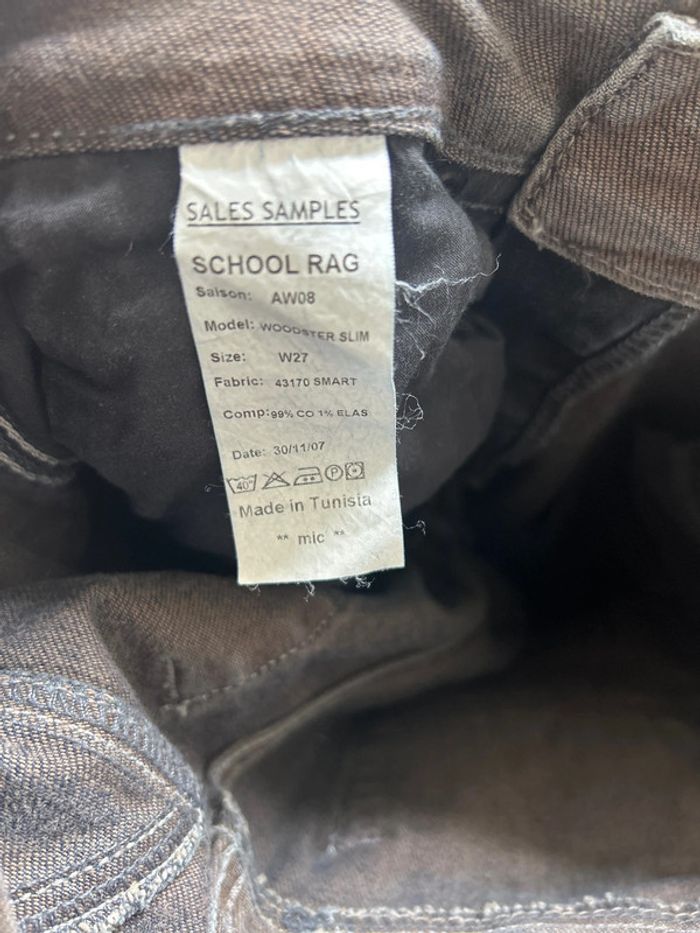 SALES SAMPLES
SCHOOL RAG
Saison: AW08
Model: WOODSTER SLIM
Size: W27
Fabric: 43170 SMART
Comp:99% CO 1% ELAS
Date: 30/11/07
40° P
Made in Tunisia
** mic **